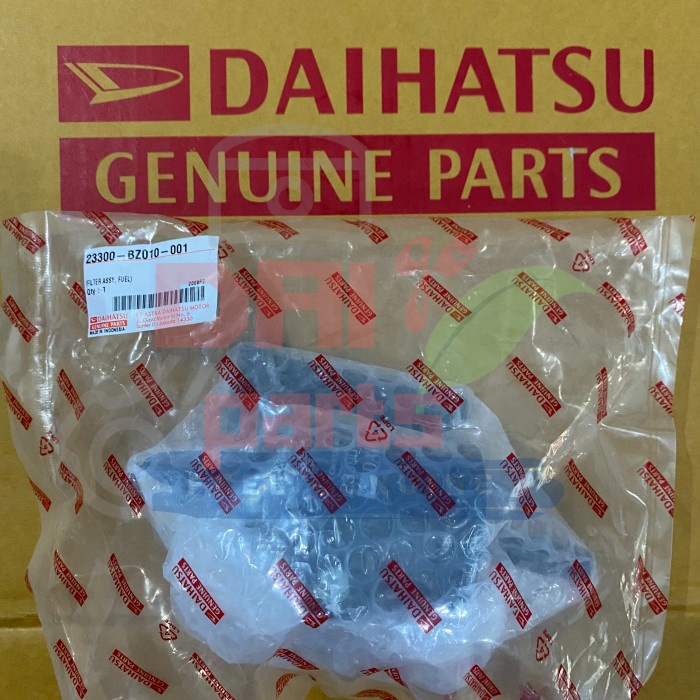 DAIHATSU
GENUINE PARTS
23300-BZ010-001
(FILTER ASSY, FUEL)
QTY : 1
DAIHATSU
GENUINE PARTS
MADE IN INDONESIA
PT ASTRA DAIHATSU MOTOR
DAI
parts
DAIHATSU
GENUINE PARTS